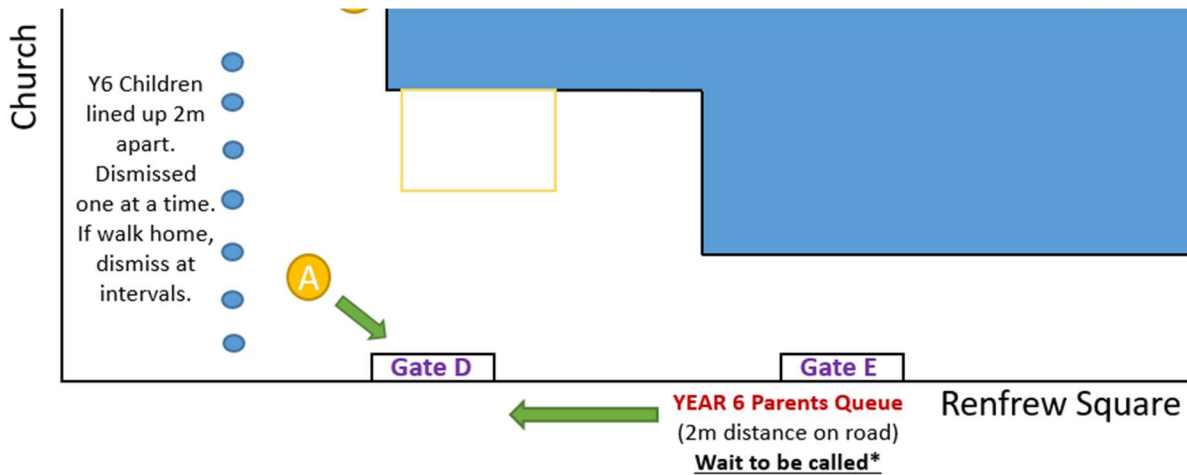 Church
Y6 Children
lined up 2m
apart.
Dismissed
one at a time.
If walk home,
dismiss at
intervals.
A
Gate D
Gate E
YEAR 6 Parents Queue
(2m distance on road)
Wait to be called*
Renfrew Square